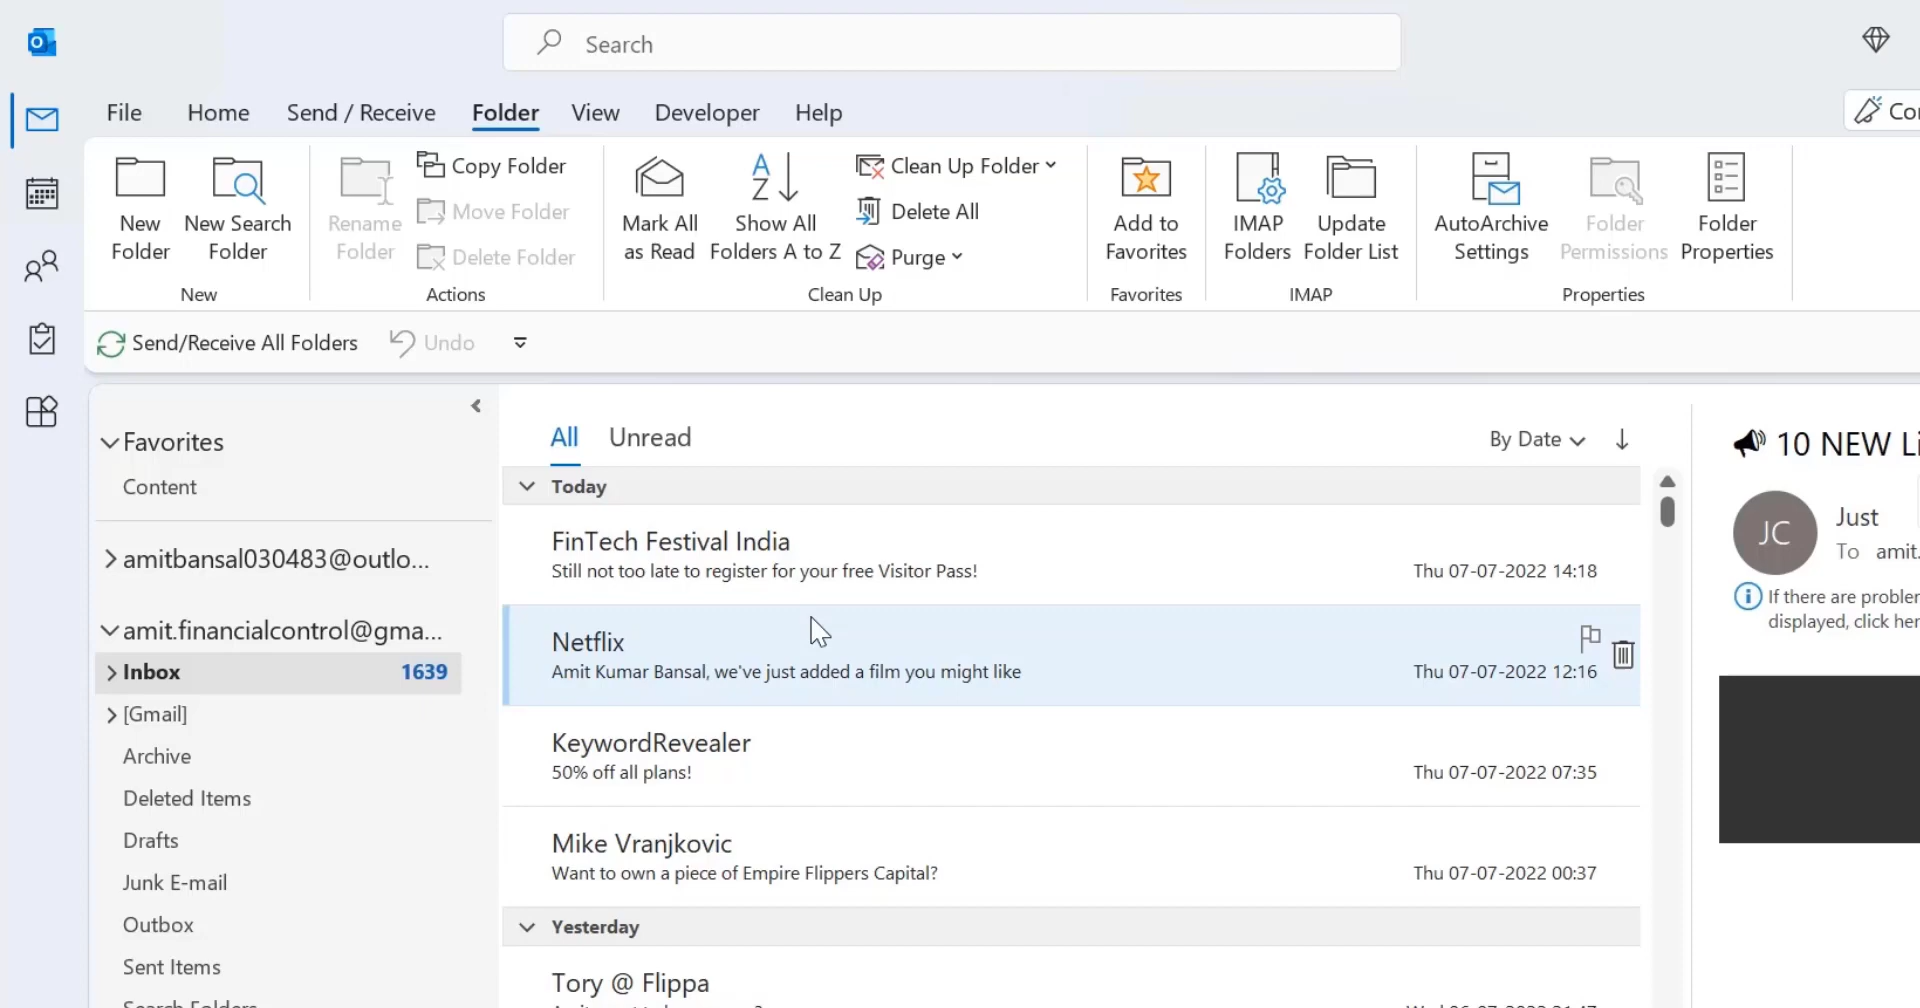 Search
File Home Send / Receive Folder View Developer Help
New Folder
New Search Folder
New
Rename Folder
Copy Folder
Move Folder
Delete Folder
Actions
Mark All as Read
A
Z
Show All Folders A to Z
Clean Up Folder
Delete All
Purge
Clean Up
Add to Favorites
Favorites
IMAP Folders
Update Folder List
IMAP
AutoArchive Settings
Folder Permissions
Folder Properties
Properties
Send/Receive All Folders Undo
Favorites
Content
amitbansal030483@outlo...
amit.financialcontrol@gma...
Inbox 1639
[Gmail]
Archive
Deleted Items
Drafts
Junk E-mail
Outbox
Sent Items
All Unread By Date
Today
FinTech Festival India
Still not too late to register for your free Visitor Pass! Thu 07-07-2022 14:18
Netflix
Amit Kumar Bansal, we've just added a film you might like Thu 07-07-2022 12:16
KeywordRevealer
50% off all plans! Thu 07-07-2022 07:35
Mike Vranjkovic
Want to own a piece of Empire Flippers Capital? Thu 07-07-2022 00:37
Yesterday
Tory @ Flippa
10 NEW
JC
Just
To amit.
If there are
displayed, click